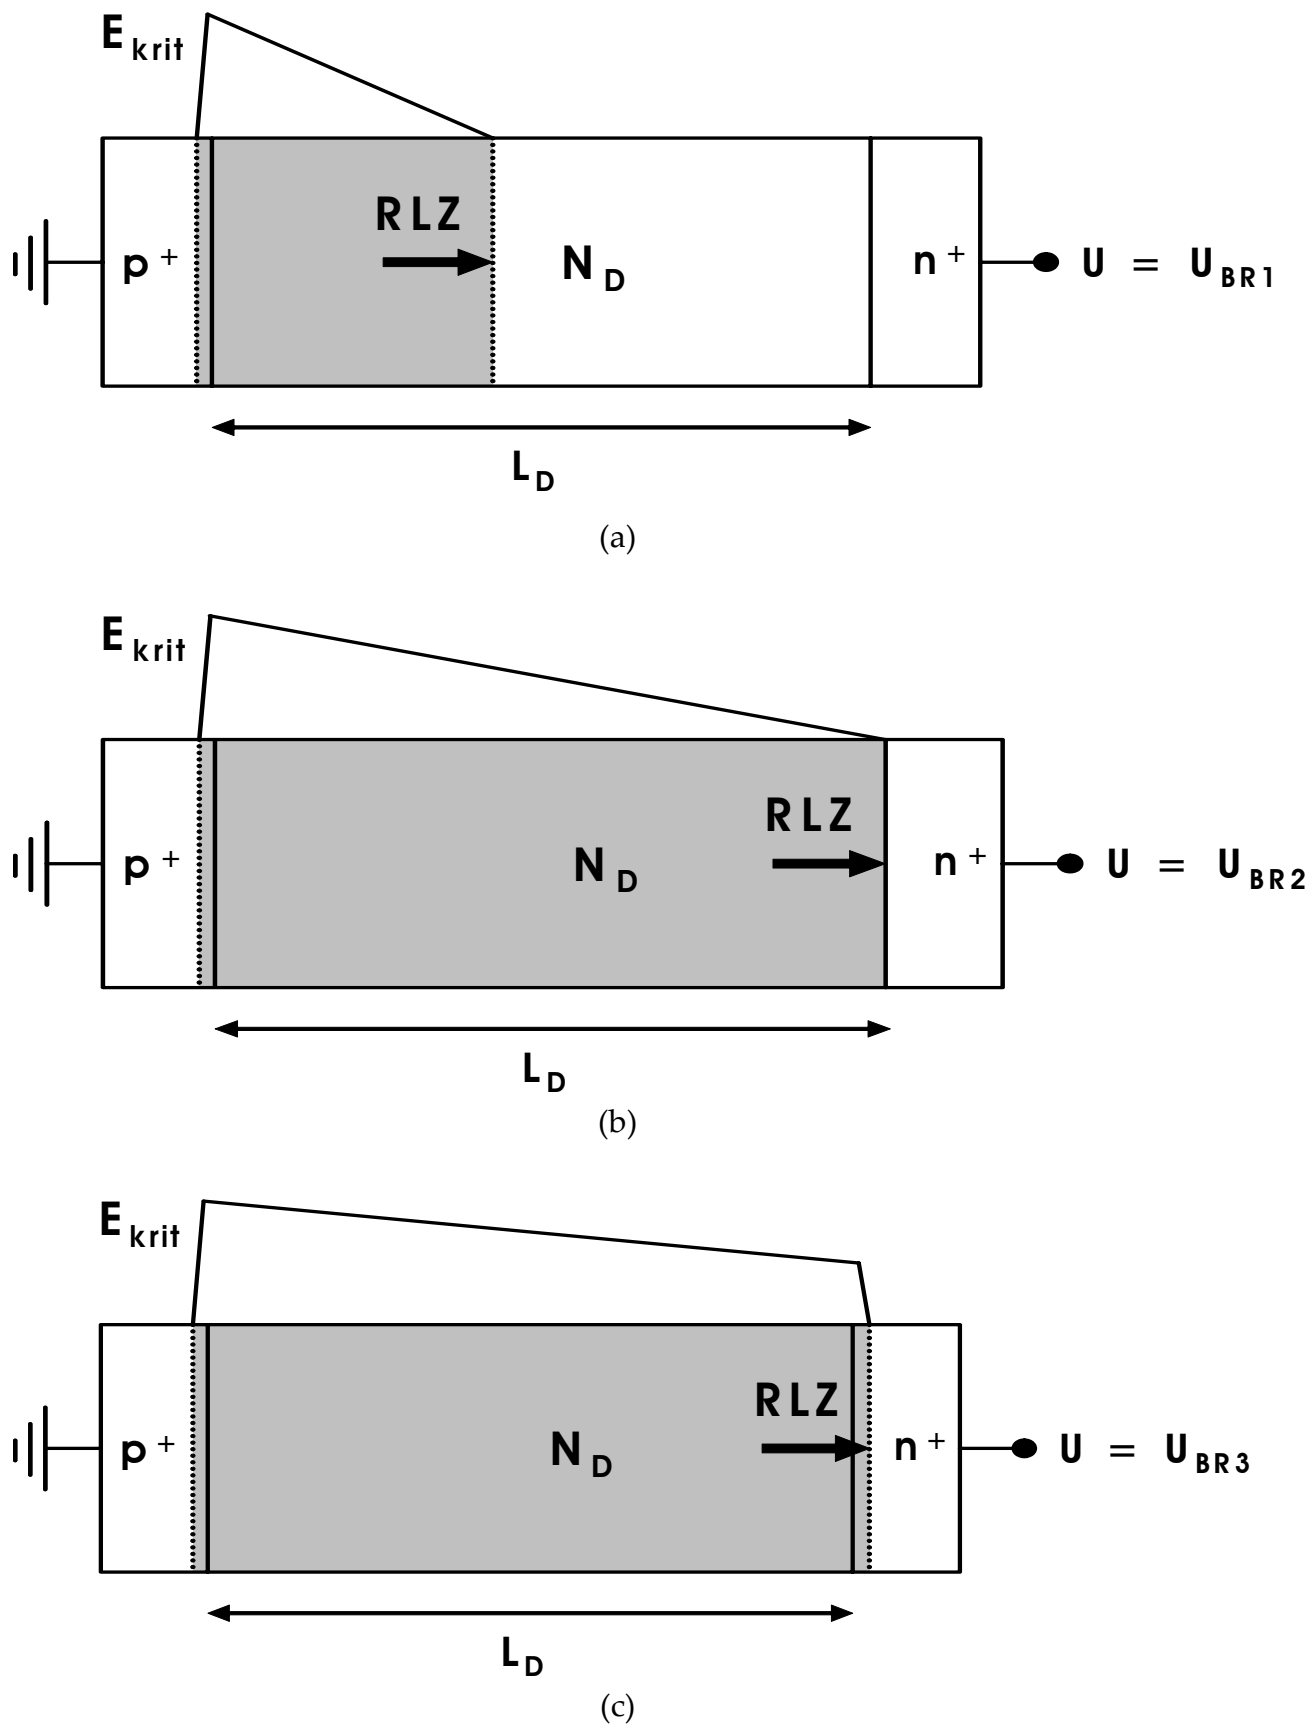 E krit
RLZ
p + N D n + U = U BR1
L D
(a)
E krit
RLZ
p + N D n + U = U BR2
L D
(b)
E krit
RLZ
p + N D n + U = U BR3
L D
(c)